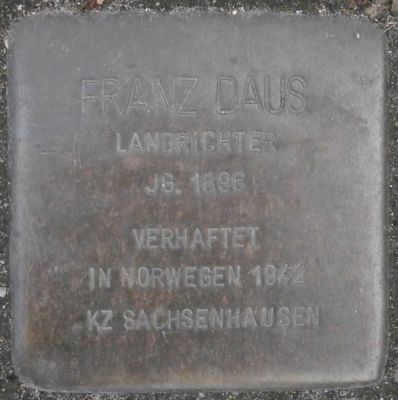 FRANZ DAUS
LANDRICHTER
JG. 1896
VERHAFTET
IN NORWEGEN 1942
KZ SACHSENHAUSEN